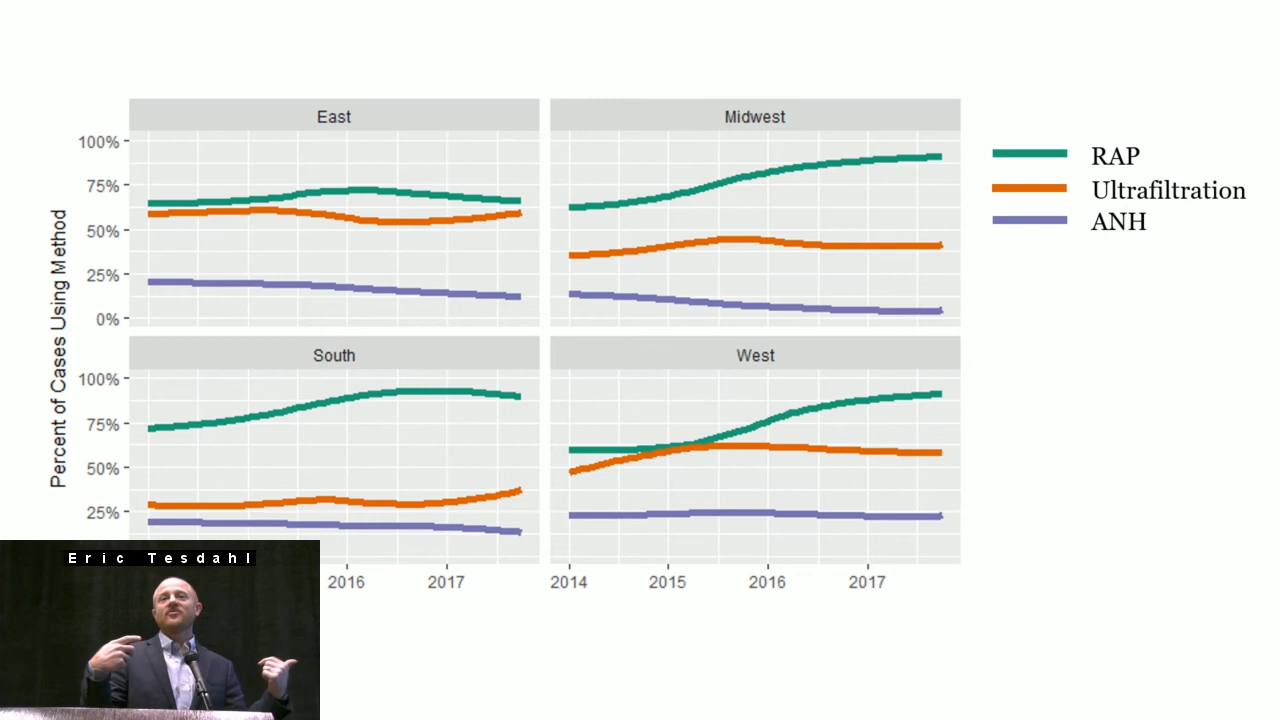 East
Midwest
100%
75%
50%
25%
0%
RAP
Ultrafiltration
ANH
Percent of Cases Using Method
South
West
100%
75%
50%
25%
2016
2017
2014
2015
2016
2017
Eric Tesdahl